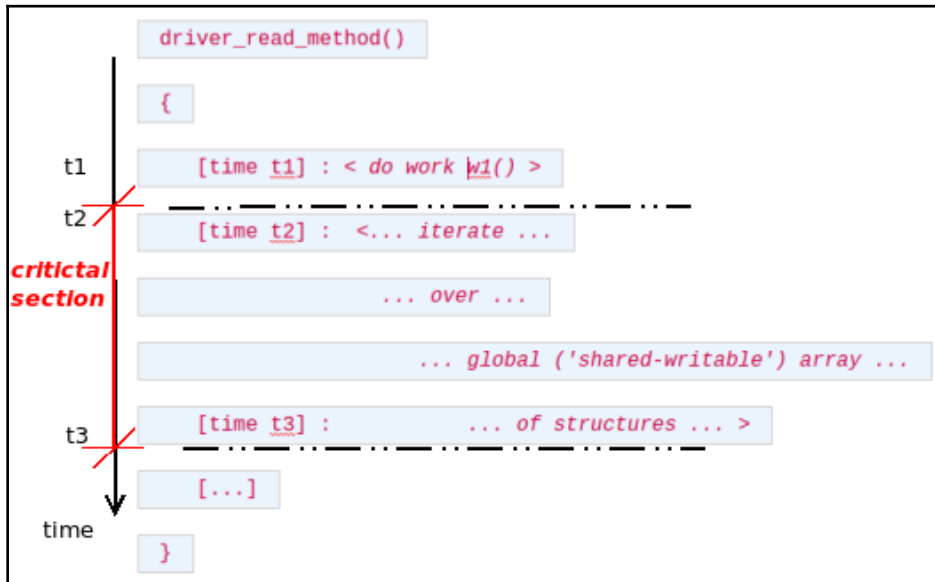 driver_read_method()
{
t1
[time t1] : < do work w1() >
t2
[time t2] : <... iterate ...
critictal
section
... over ...
... global ('shared-writable') array ...
t3
[time t3] : ... of structures ... >
[...]
time
}